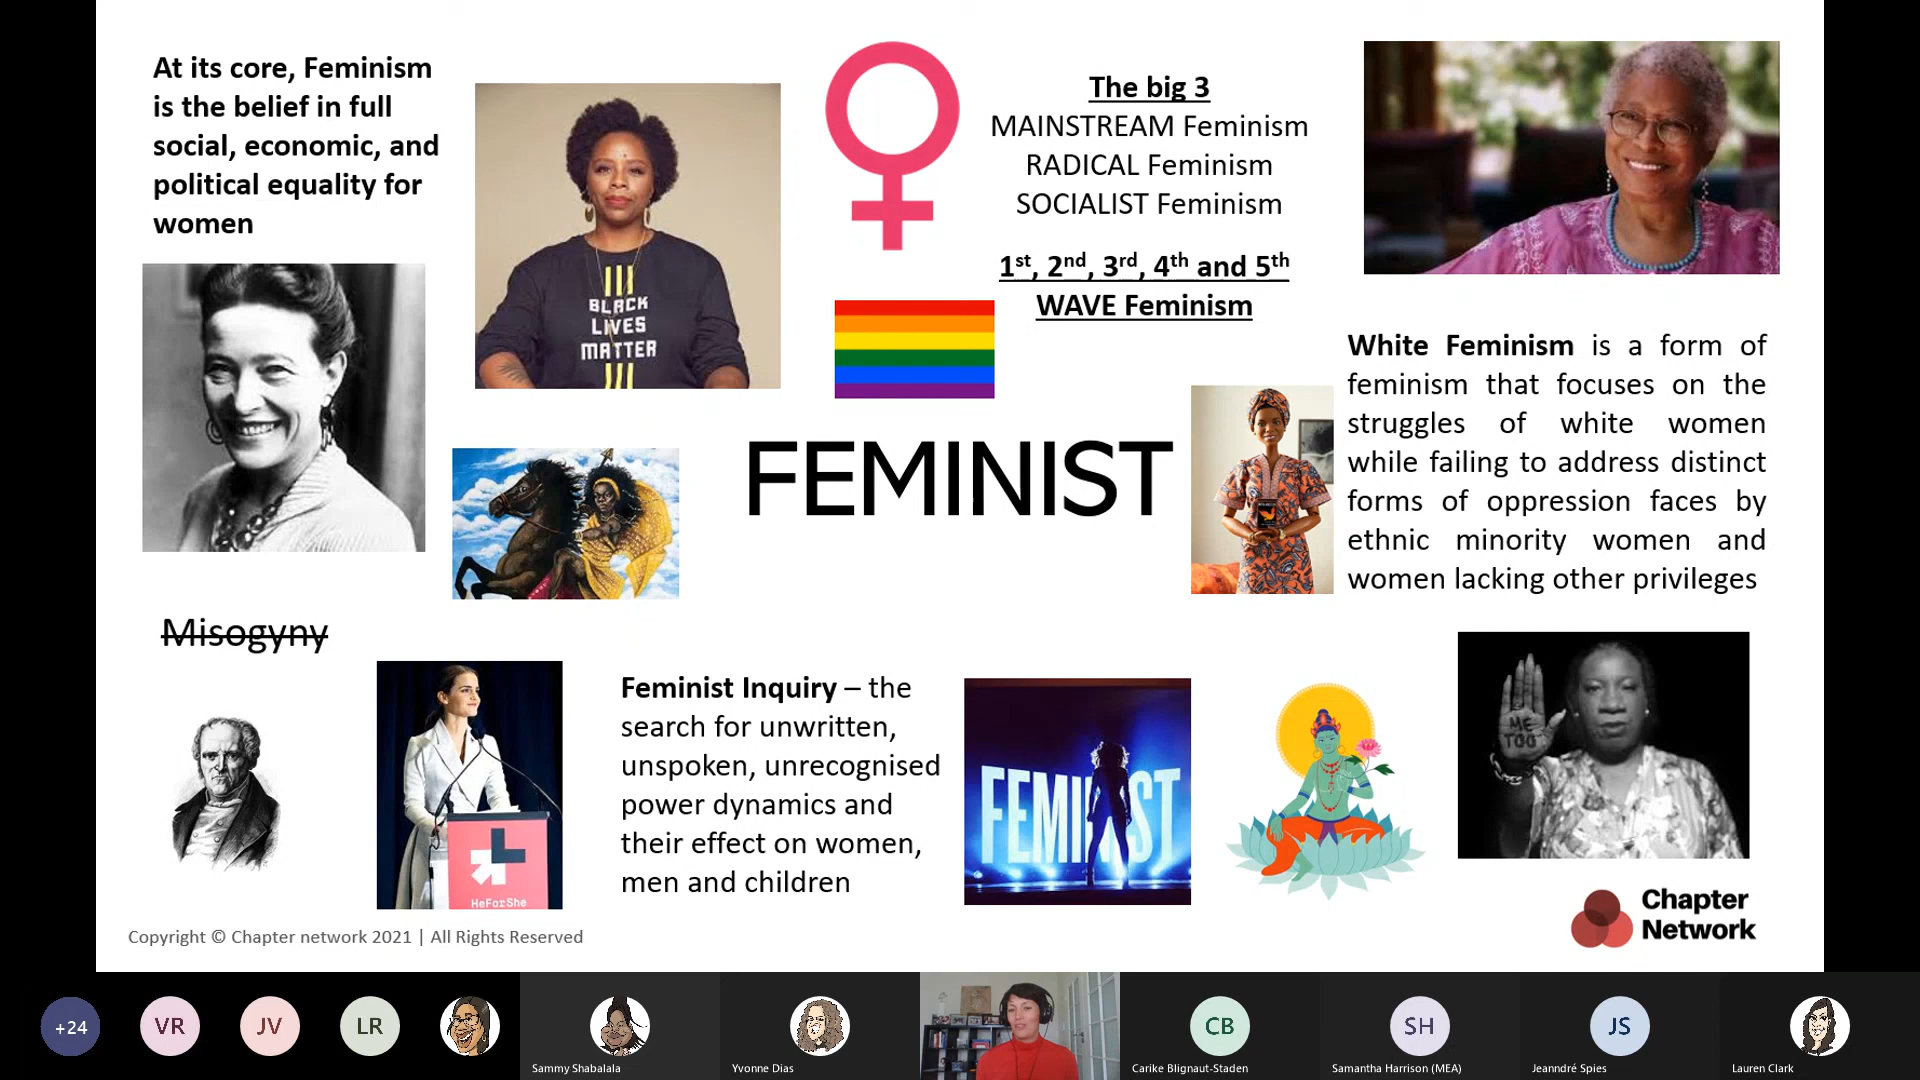 At its core, Feminism
is the belief in full
social, economic, and
political equality for
women
BLACK
LIVES
MATTER
The big 3
MAINSTREAM Feminism
RADICAL Feminism
SOCIALIST Feminism
1st, 2nd, 3rd, 4th and 5th
WAVE Feminism
FEMINIST
White Feminism is a form of
feminism that focuses on the
struggles of white women
while failing to address distinct
forms of oppression faces by
ethnic minority women and
women lacking other privileges
Misogyny
HeForShe
Feminist Inquiry – the
search for unwritten,
unspoken, unrecognised
power dynamics and
their effect on women,
men and children
FEMINIST
ME
TOO
Chapter
Network
Copyright © Chapter network 2021 | All Rights Reserved
+24
VR
JV
LR
Sammy Shabalala
Yvonne Dias
CB
Carike Blignaut-Staden
SH
Samantha Harrison (MEA)
JS
Jeanndré Spies
Lauren Clark